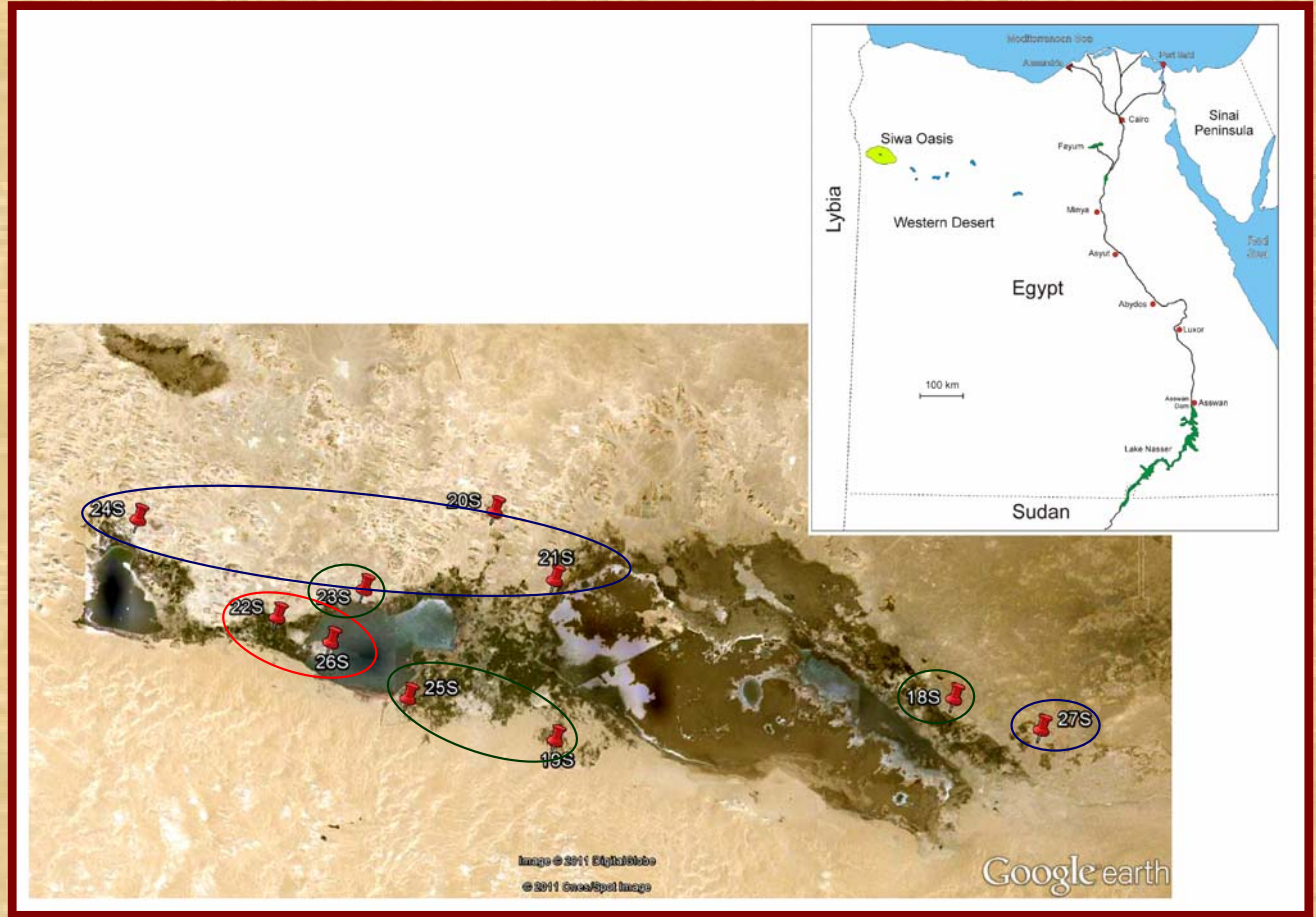 Mediterranean Sea
Alexandria
Port Said
Cairo
Sinai
Peninsula
Siwa Oasis
Fayum
Lybia
Minya
Western Desert
Red
Sea
Asyut
Egypt
Abydos
Luxor
100 km
Asswan
Dam
Asswan
Lake Nasser
Sudan
24S
20S
21S
23S
22S
26S
25S
18S
27S
19S
Image © 2011 DigitalGlobe
© 2011 Cnes/Spot Image
Google earth